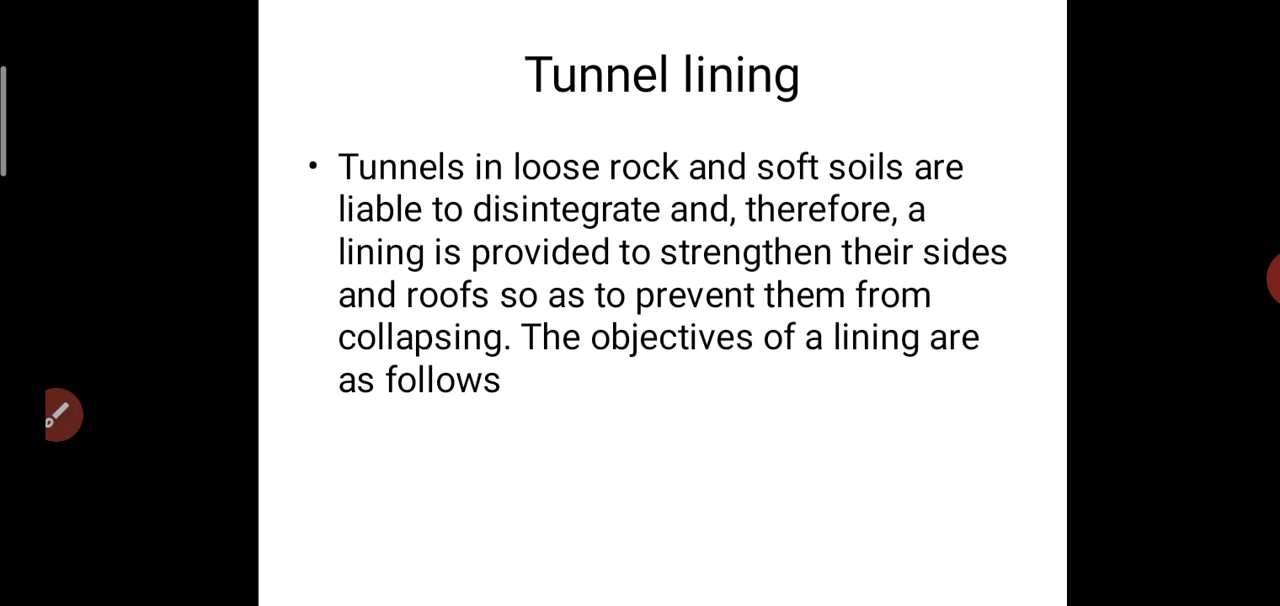 Tunnel lining
• Tunnels in loose rock and soft soils are
liable to disintegrate and, therefore, a
lining is provided to strengthen their sides
and roofs so as to prevent them from
collapsing. The objectives of a lining are
as follows